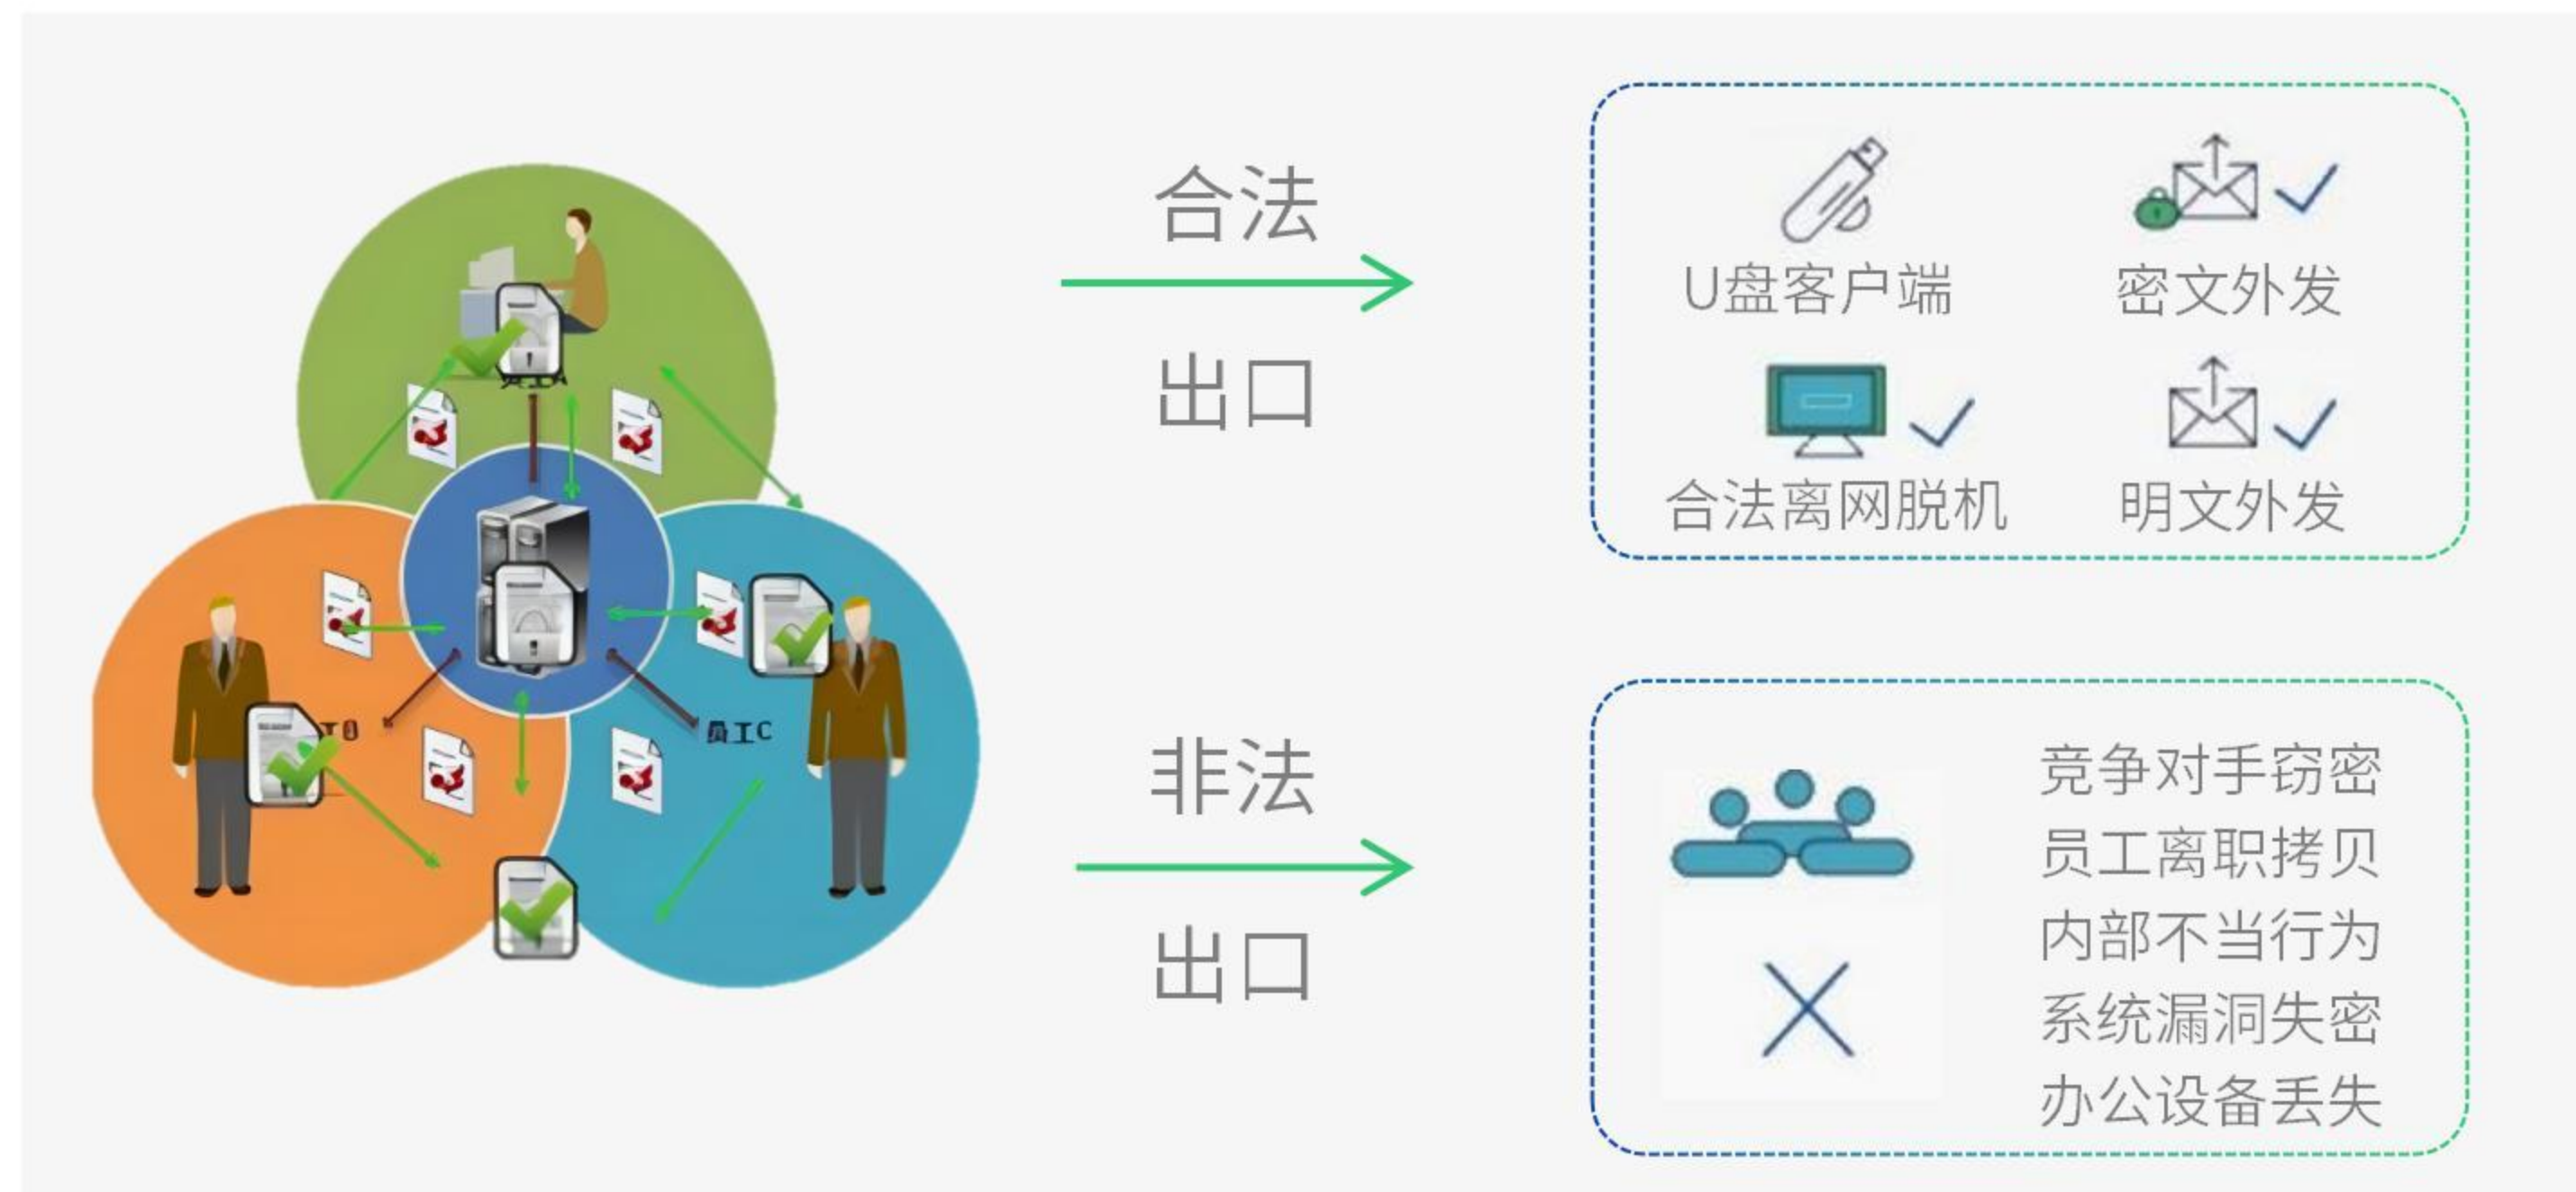 员工C
合法
出口
U盘客户端
密文外发
合法离网脱机
明文外发
非法
出口
竞争对手窃密
员工离职拷贝
内部不当行为
系统漏洞失密
办公设备丢失